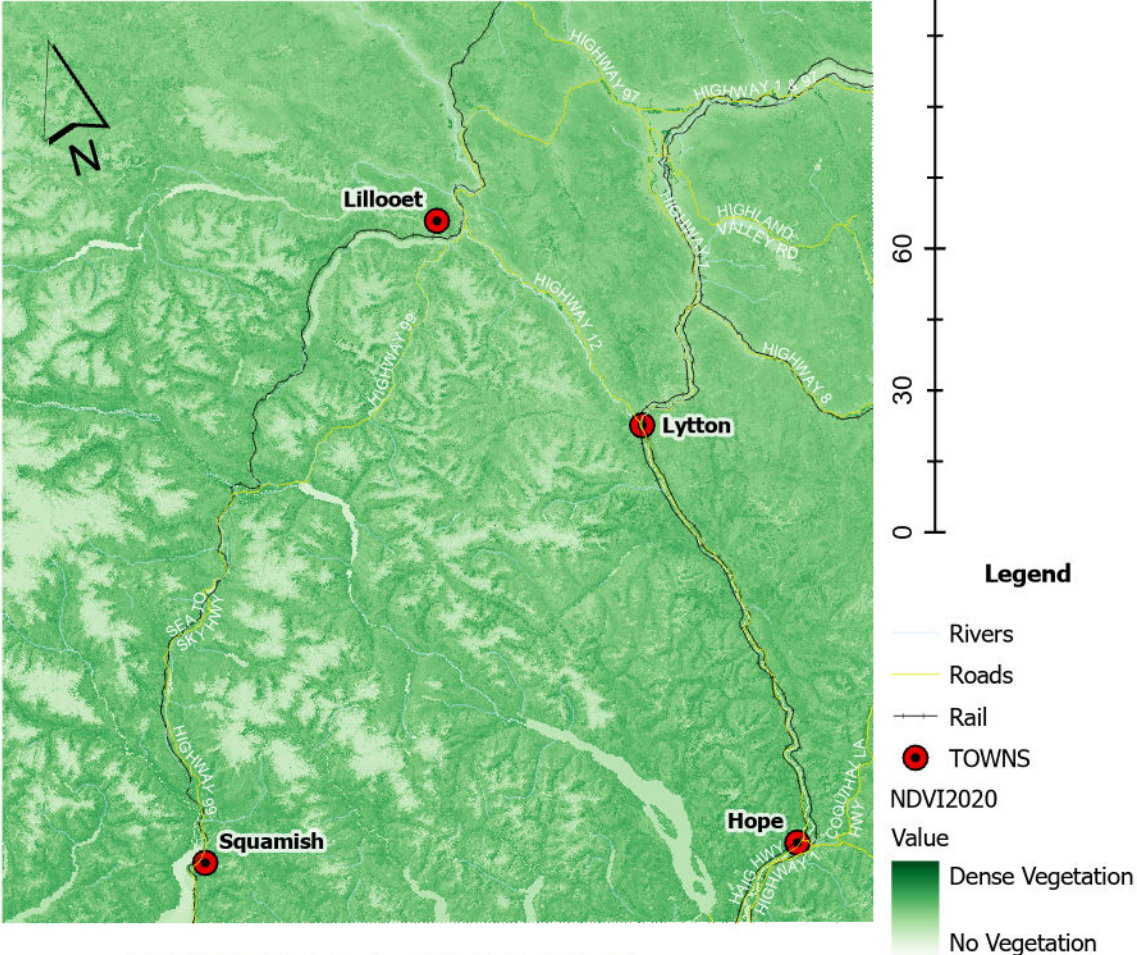 N
HIGHWAY 97
HIGHWAY 1 & 97
Lillooet
HIGHLAND
VALLEY RD
HIGHWAY 1
HIGHWAY 12
HIGHWAY 99
HIGHWAY 8
Lytton
SEA TO
SKY HWY
HIGHWAY 99
Squamish
Hope
COQUIHALLA
HWY
HAIG HWY
HIGHWAY 1
60
30
0
Legend
Rivers
Roads
Rail
TOWNS
NDVI2020
Value
Dense Vegetation
No Vegetation